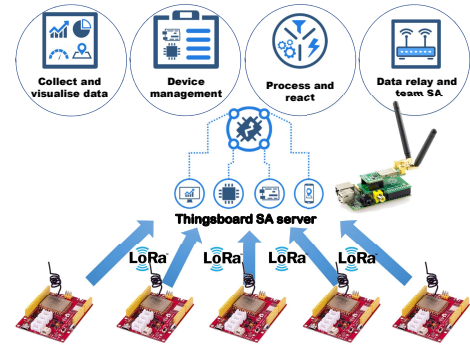 Collect and
visualise data
Device
management
Process and
react
Data relay and
team SA
Thingsboard SA server
LoRa
LoRa
LoRa
LoRa